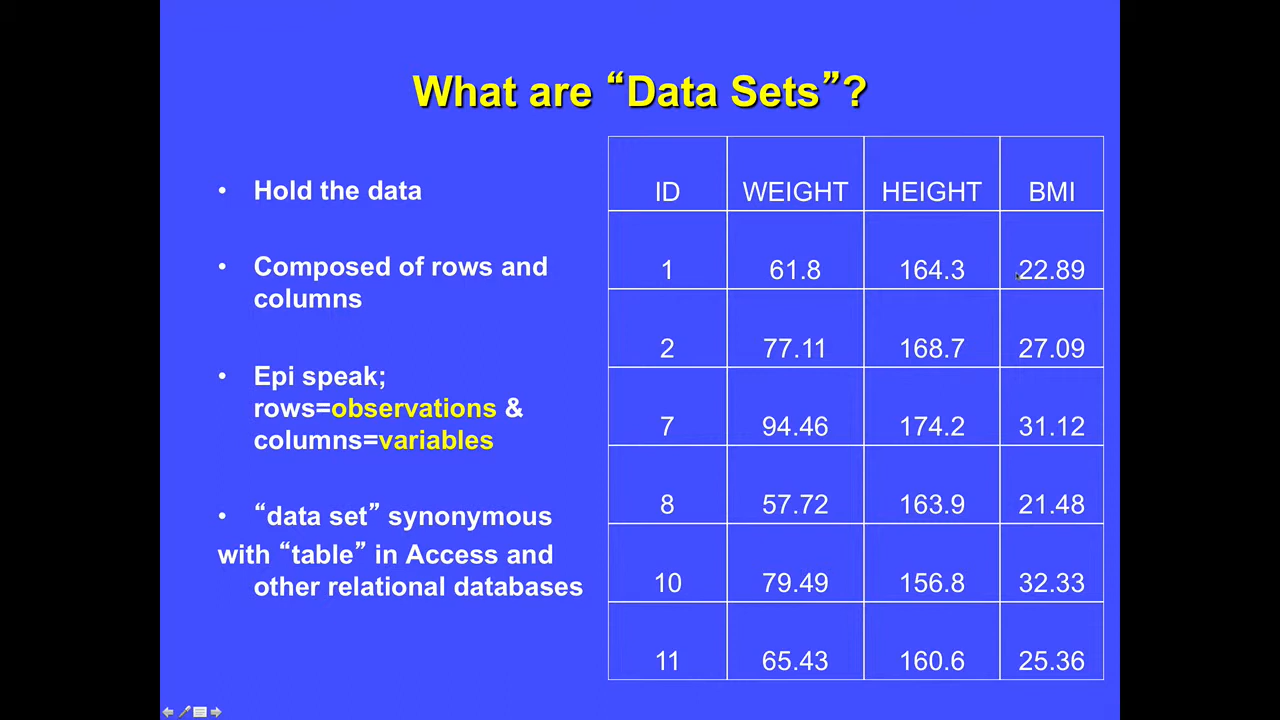 What are “Data Sets”?
• Hold the data
• Composed of rows and
columns
• Epi speak;
rows=observations &
columns=variables
• “data set” synonymous
with “table” in Access and
other relational databases
ID WEIGHT HEIGHT BMI
1 61.8 164.3 22.89
2 77.11 168.7 27.09
7 94.46 174.2 31.12
8 57.72 163.9 21.48
10 79.49 156.8 32.33
11 65.43 160.6 25.36